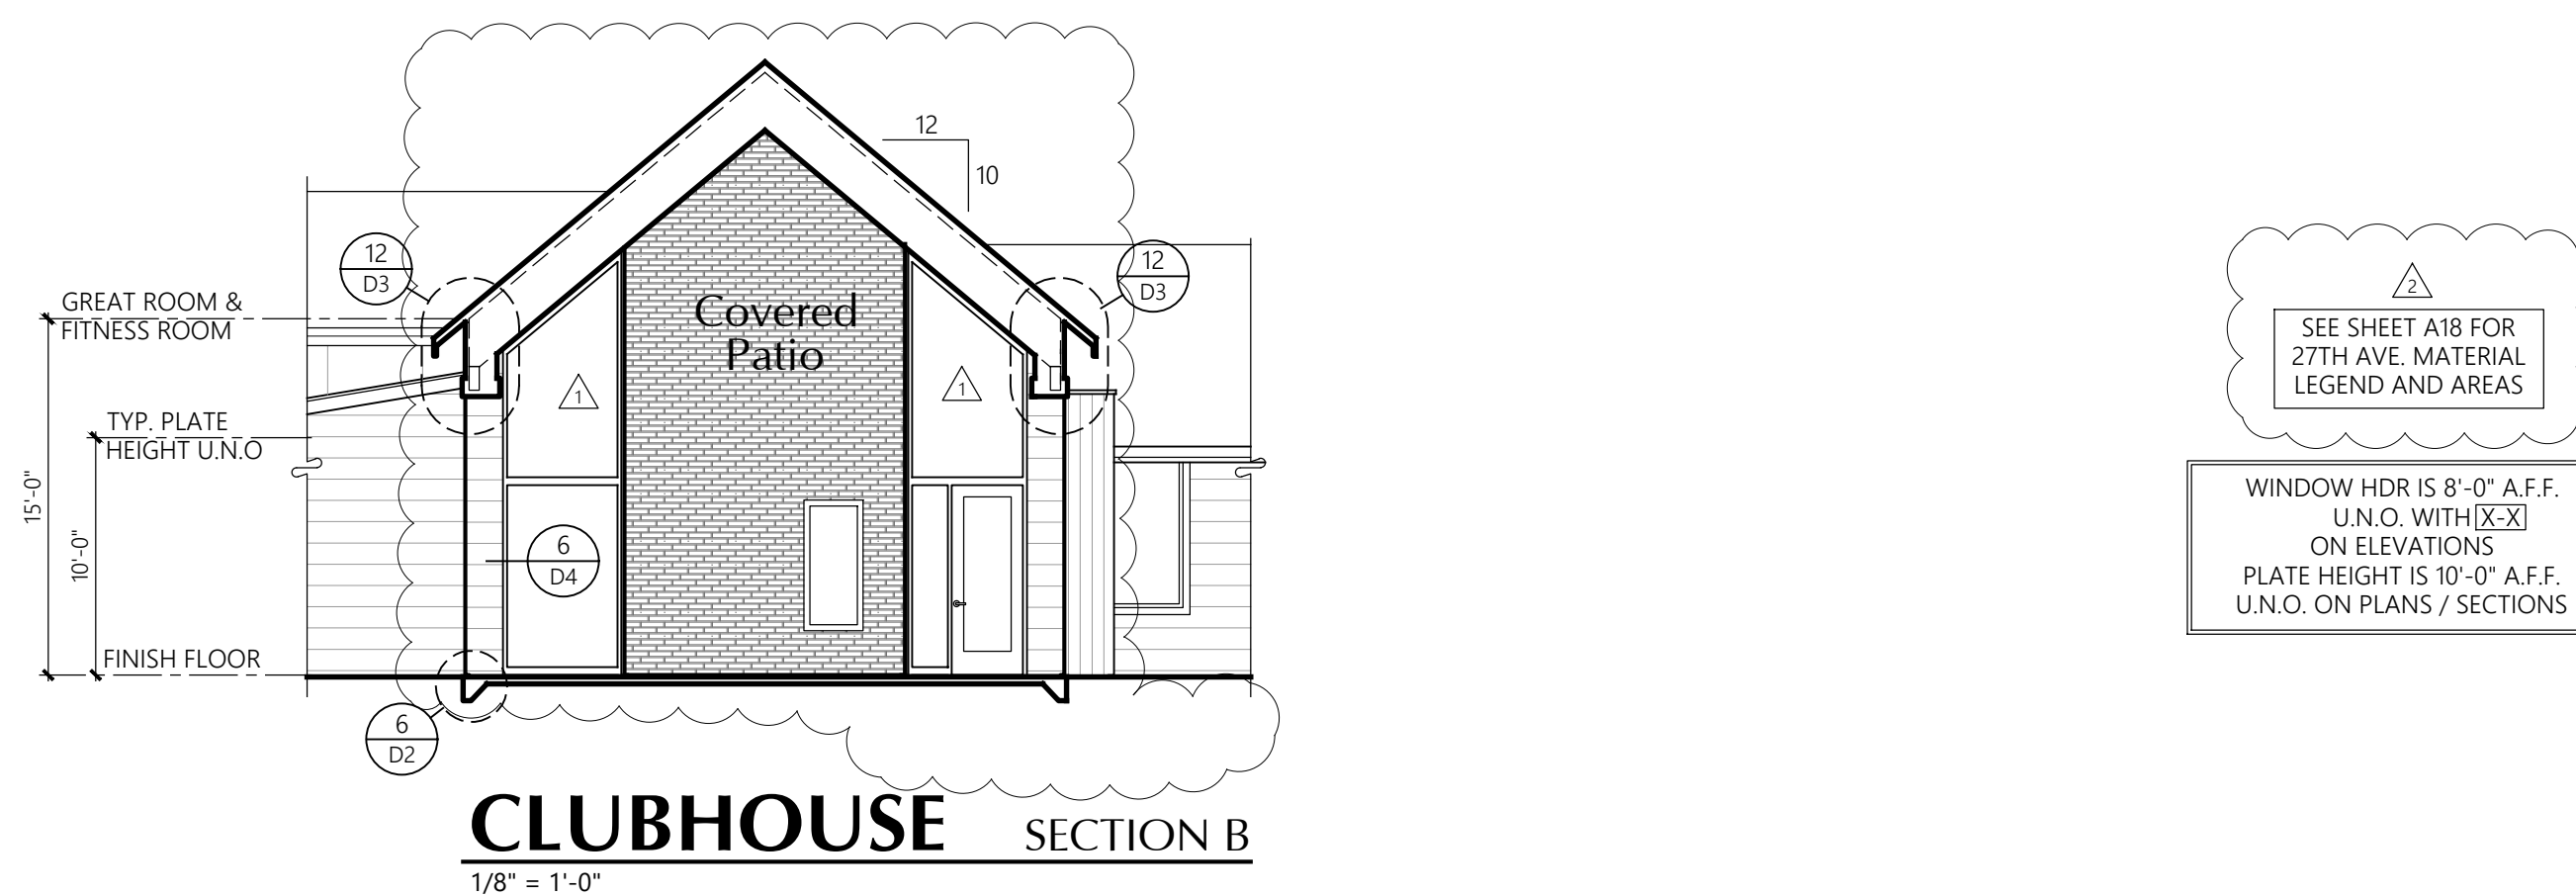 12
10
12
D3
12
D3
GREAT ROOM &
FITNESS ROOM
Covered
Patio
1
1
TYP. PLATE
HEIGHT U.N.O
15'-0"
10'-0"
6
D4
FINISH FLOOR
6
D2
CLUBHOUSE SECTION B
1/8" = 1'-0"
2
SEE SHEET A18 FOR
27TH AVE. MATERIAL
LEGEND AND AREAS
WINDOW HDR IS 8'-0" A.F.F.
U.N.O. WITH X-X
ON ELEVATIONS
PLATE HEIGHT IS 10'-0" A.F.F.
U.N.O. ON PLANS / SECTIONS